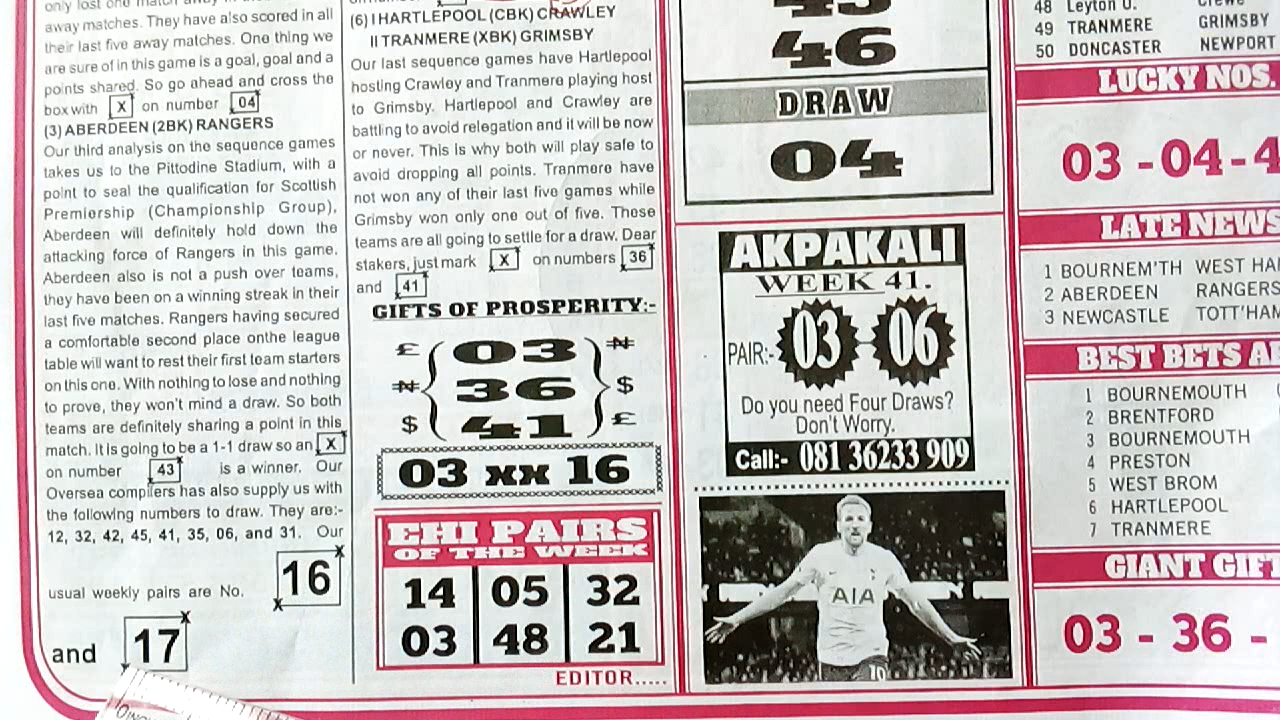 away matches. They have also scored in all
their last five away matches. One thing we
are sure of in this game is a goal, goal and a
points shared. So go ahead and cross the
box with X on number 04
(3) ABERDEEN (2BK) RANGERS
Our third analysis on the sequence games
takes us to the Pittodine Stadium, with a
point to seal the qualification for Scottish
Premiership (Championship Group),
Aberdeen will definitely hold down the
attacking force of Rangers in this game.
Aberdeen also is not a push over teams,
they have been on a winning streak in their
last five matches. Rangers having secured
a comfortable second place onthe league
table will want to rest their first team starters
on this one. With nothing to lose and nothing
to prove, they won't mind a draw. So both
teams are definitely sharing a point in this
match. It is going to be a 1-1 draw so an X
on number 43 is a winner. Our
Oversea compilers has also supply us with
the following numbers to draw. They are:-
12, 32, 42, 45, 41, 35, 06, and 31. Our
usual weekly pairs are No. 16
and 17
(6) I HARTLEPOOL (CBK) CRAWLEY
II TRANMERE (XBK) GRIMSBY
Our last sequence games have Hartlepool
hosting Crawley and Tranmere playing host
to Grimsby. Hartlepool and Crawley are
battling to avoid relegation and it will be now
or never. This is why both will play safe to
avoid dropping all points. Tranmere have
not won any of their last five games while
Grimsby won only one out of five. These
teams are all going to settle for a draw. Dear
stakers, just mark X on numbers 36
and 41
GIFTS OF PROSPERITY:-
£ 03 ₦
₦ 36 $
$ 41 £
03 XX 16
EHI PAIRS
OF THE WEEK
14 05 32
03 48 21
EDITOR.....
46
DRAW
04
AKPAKALI
WEEK 41.
PAIR:- 03 - 06
Do you need Four Draws?
Don't Worry.
Call:- 081 36233 909
AIA
10
48 Leyton O.
49 TRANMERE GRIMSBY
50 DONCASTER NEWPORT
LUCKY NOS.
03 - 04 - 4
LATE NEWS
1 BOURNEM'TH WEST HA
2 ABERDEEN RANGERS
3 NEWCASTLE TOTT'HAM
BEST BETS
1 BOURNEMOUTH
2 BRENTFORD
3 BOURNEMOUTH
4 PRESTON
5 WEST BROM
6 HARTLEPOOL
7 TRANMERE
GIANT GIF
03 - 36 -